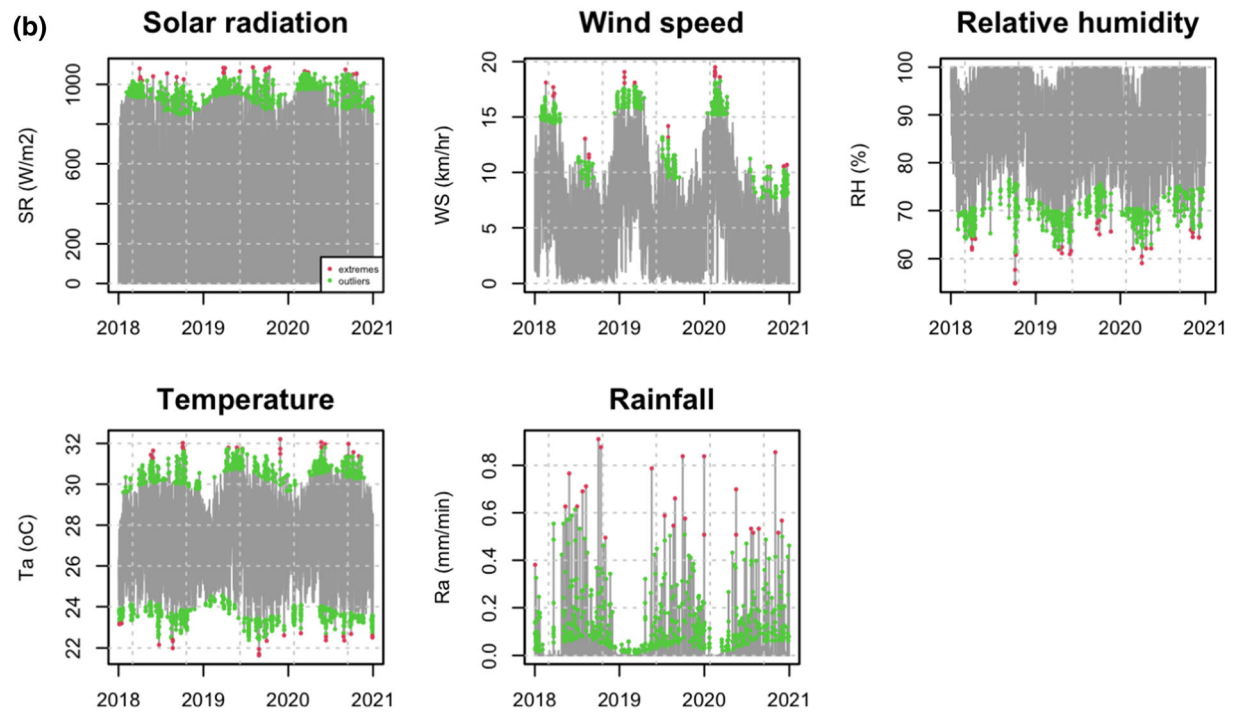 (b)
Solar radiation
SR (W/m2)
0
200
600
1000
extremes
outliers
2018 2019 2020 2021
Wind speed
WS (km/hr)
0
5
10
15
20
2018 2019 2020 2021
Relative humidity
RH (%)
60
70
80
90
100
2018 2019 2020 2021
Temperature
Ta (oC)
22
24
26
28
30
32
2018 2019 2020 2021
Rainfall
Ra (mm/min)
0.0
0.2
0.4
0.6
0.8
2018 2019 2020 2021